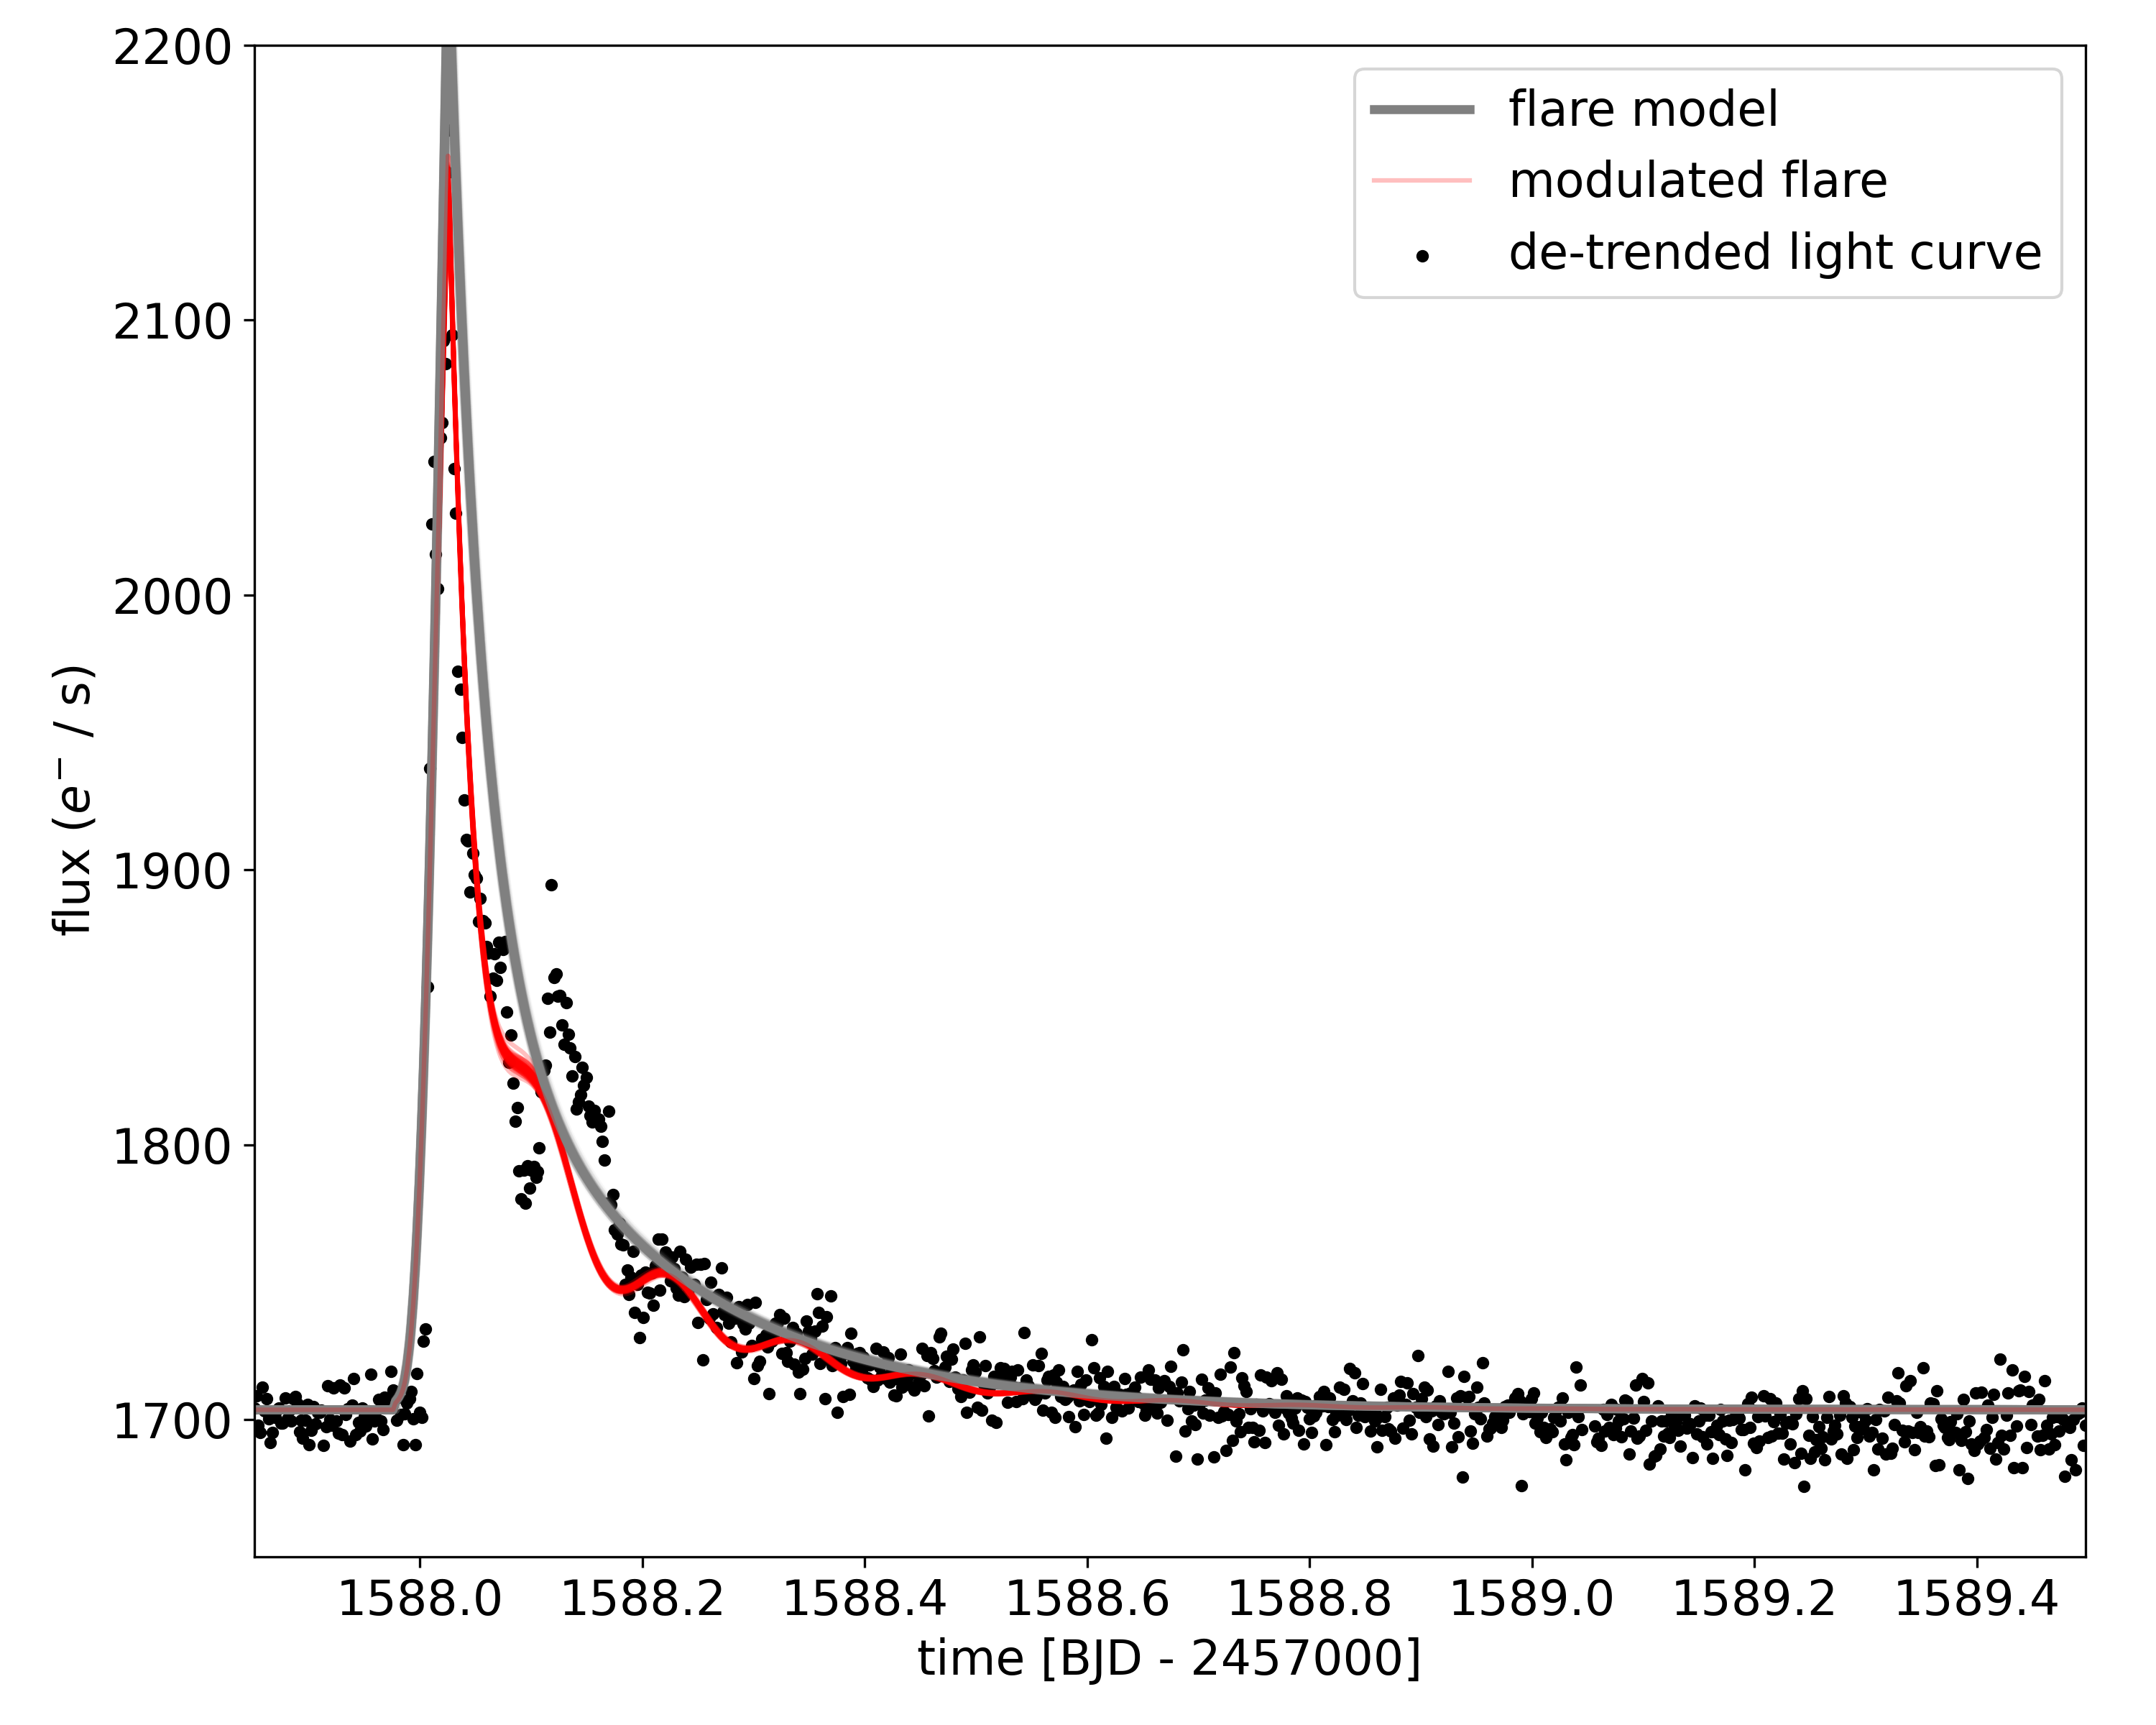 flare model
modulated flare
de-trended light curve
2200
2100
2000
1900
1800
1700
flux (e⁻ / s)
1588.0 1588.2 1588.4 1588.6 1588.8 1589.0 1589.2 1589.4
time [BJD - 2457000]